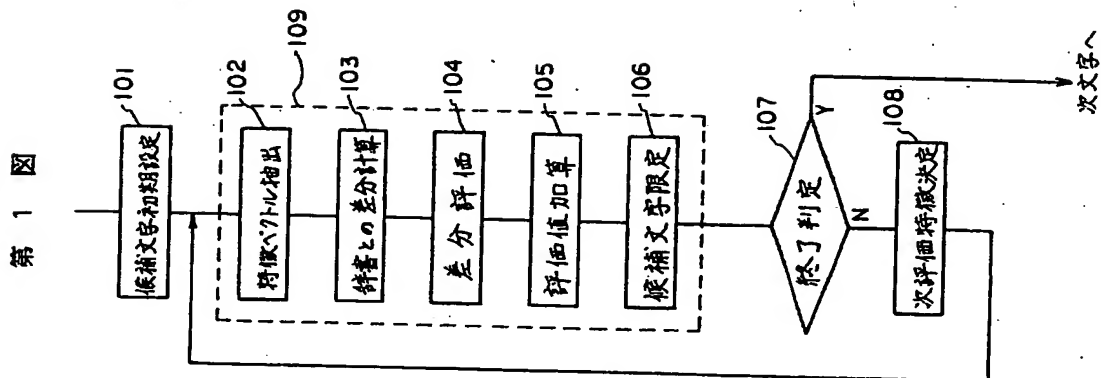 第 1 図
101
候補文字初期設定
109
102
特徴ベクトル抽出
103
辞書との差分計算
104
差分評価
105
評価値加算
106
候補文字限定
107
終了判定
Y
N
108
次評価特徴決定
次文字へ